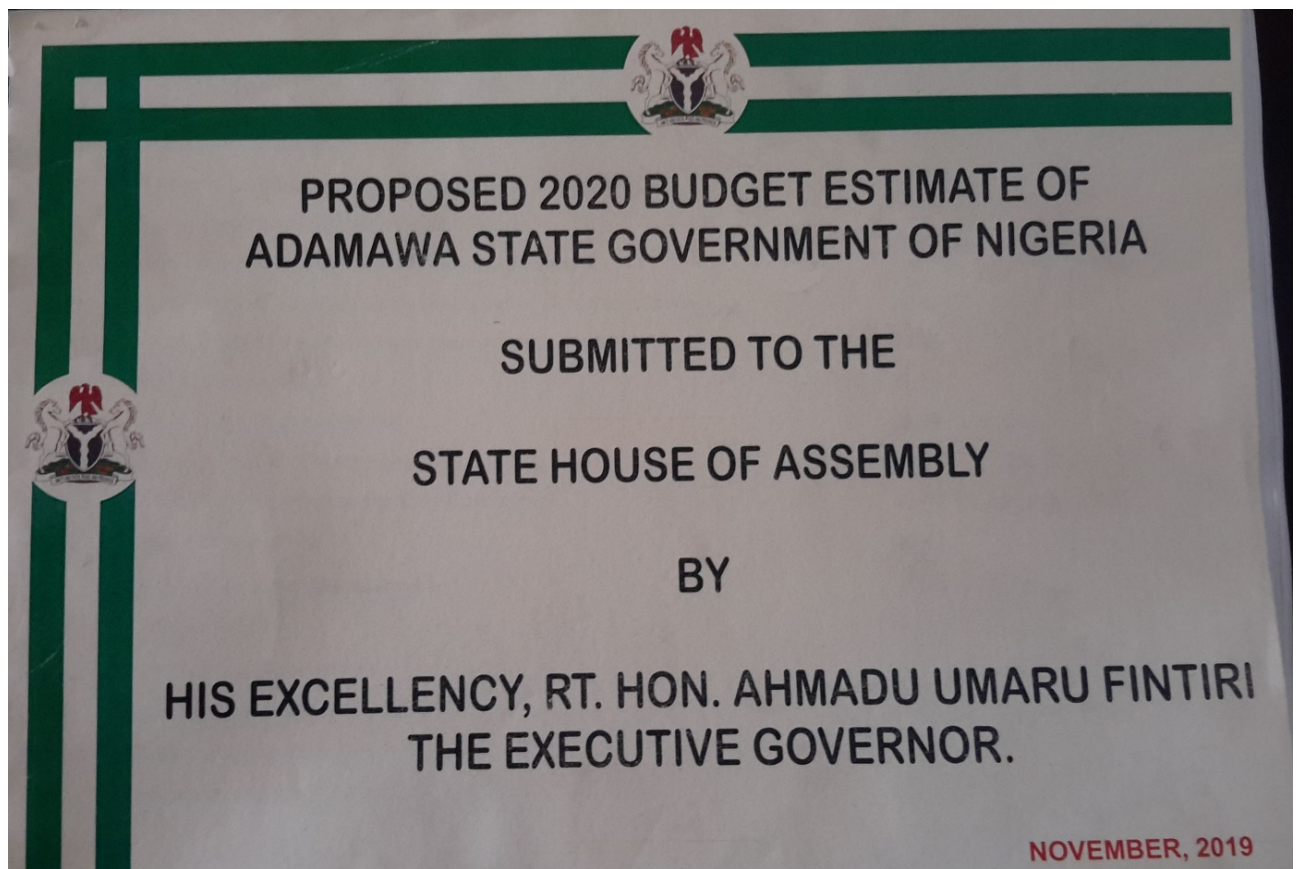 PROPOSED 2020 BUDGET ESTIMATE OF
ADAMAWA STATE GOVERNMENT OF NIGERIA
SUBMITTED TO THE
STATE HOUSE OF ASSEMBLY
BY
HIS EXCELLENCY, RT. HON. AHMADU UMARU FINTIRI
THE EXECUTIVE GOVERNOR.
NOVEMBER, 2019